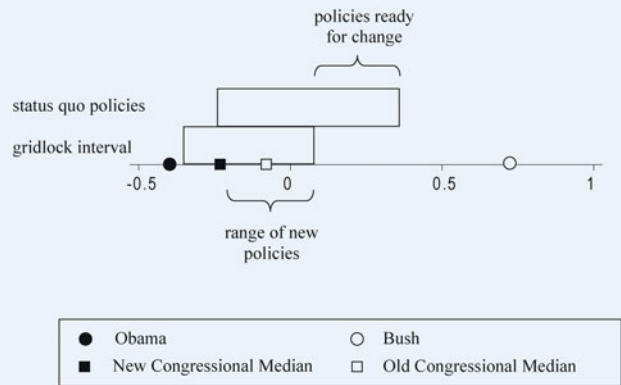 policies ready
for change
status quo policies
gridlock interval
-0.5 0 0.5 1
range of new
policies
Obama Bush
New Congressional Median Old Congressional Median